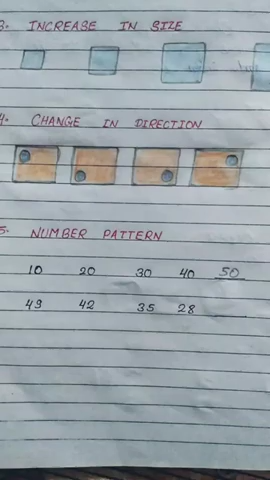 3. INCREASE IN SIZE
4. CHANGE IN DIRECTION
5. NUMBER PATTERN
10 20 30 40 50
49 42 35 28